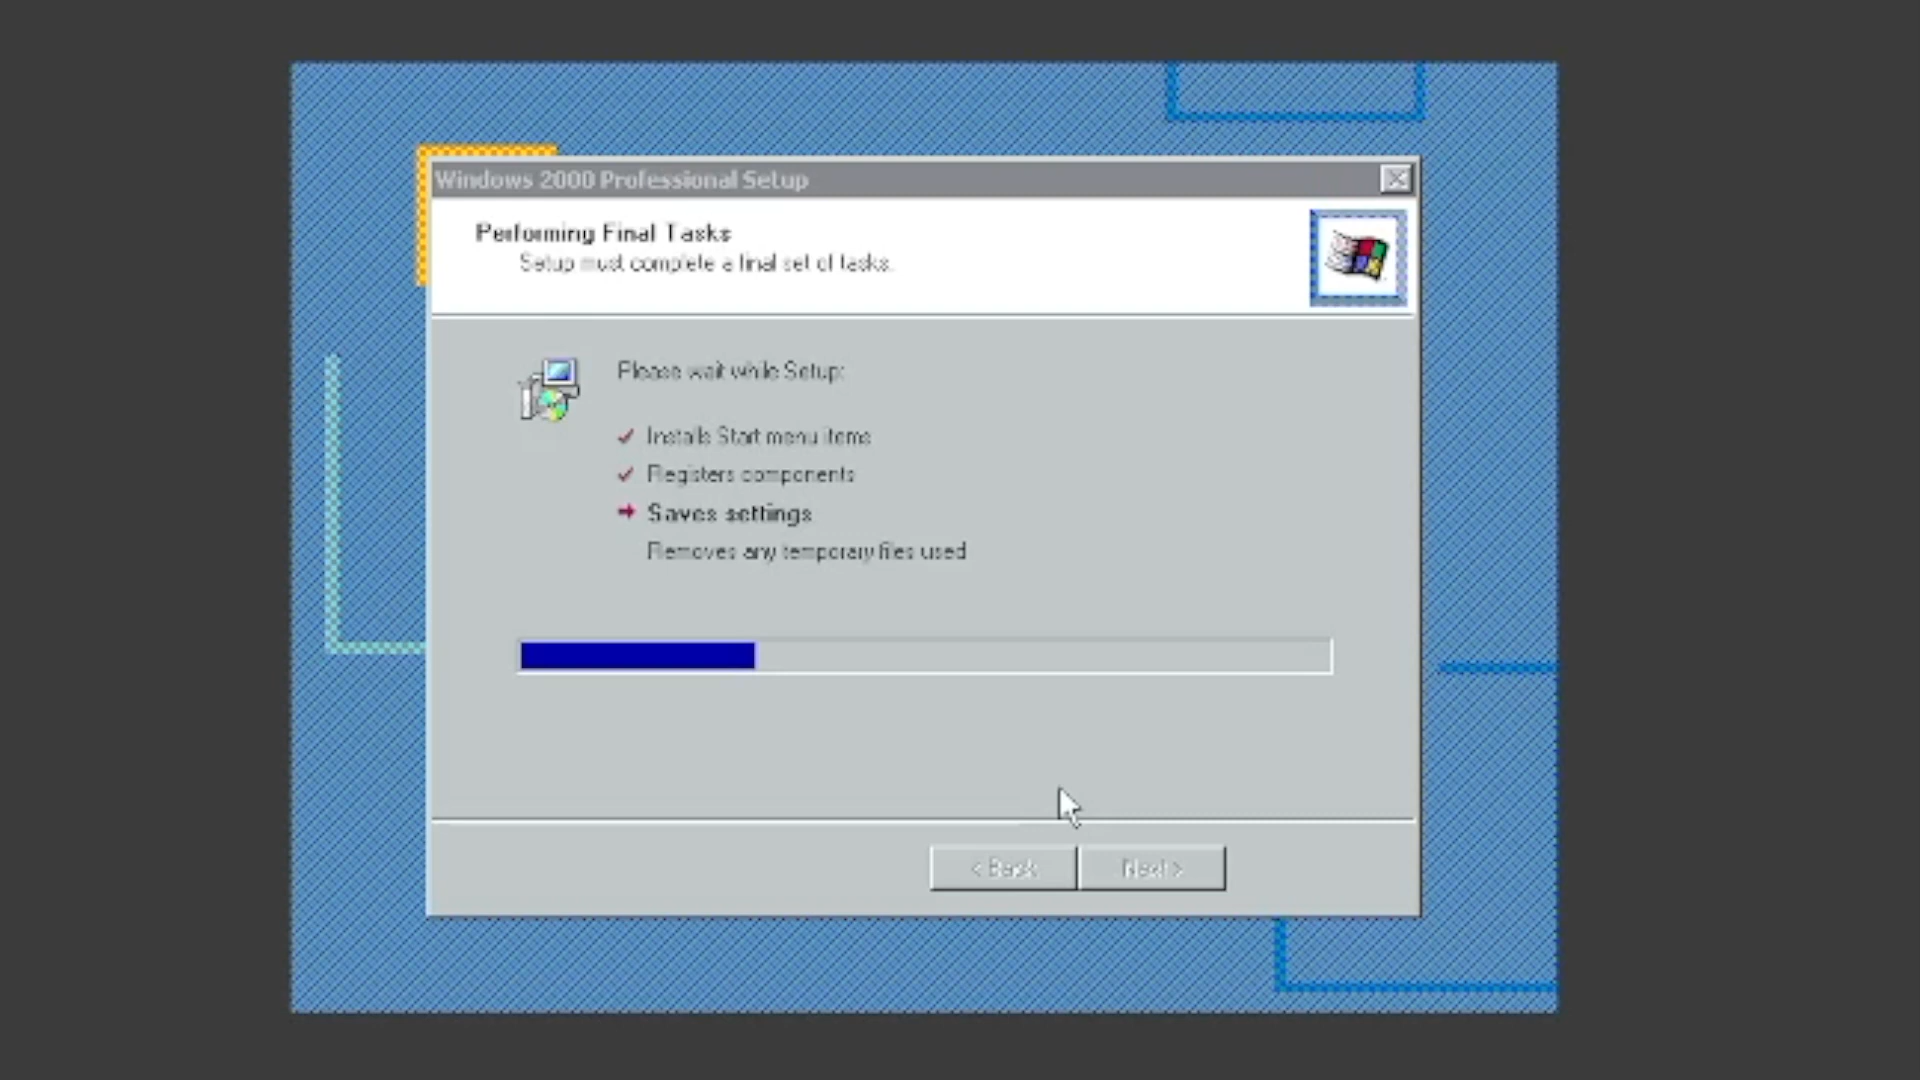 Windows 2000 Professional Setup
Performing Final Tasks
Setup must complete a final set of tasks.
Please wait while Setup:
Installs Start menu items
Registers components
Saves settings
Removes any temporary files used
< Back
Next >